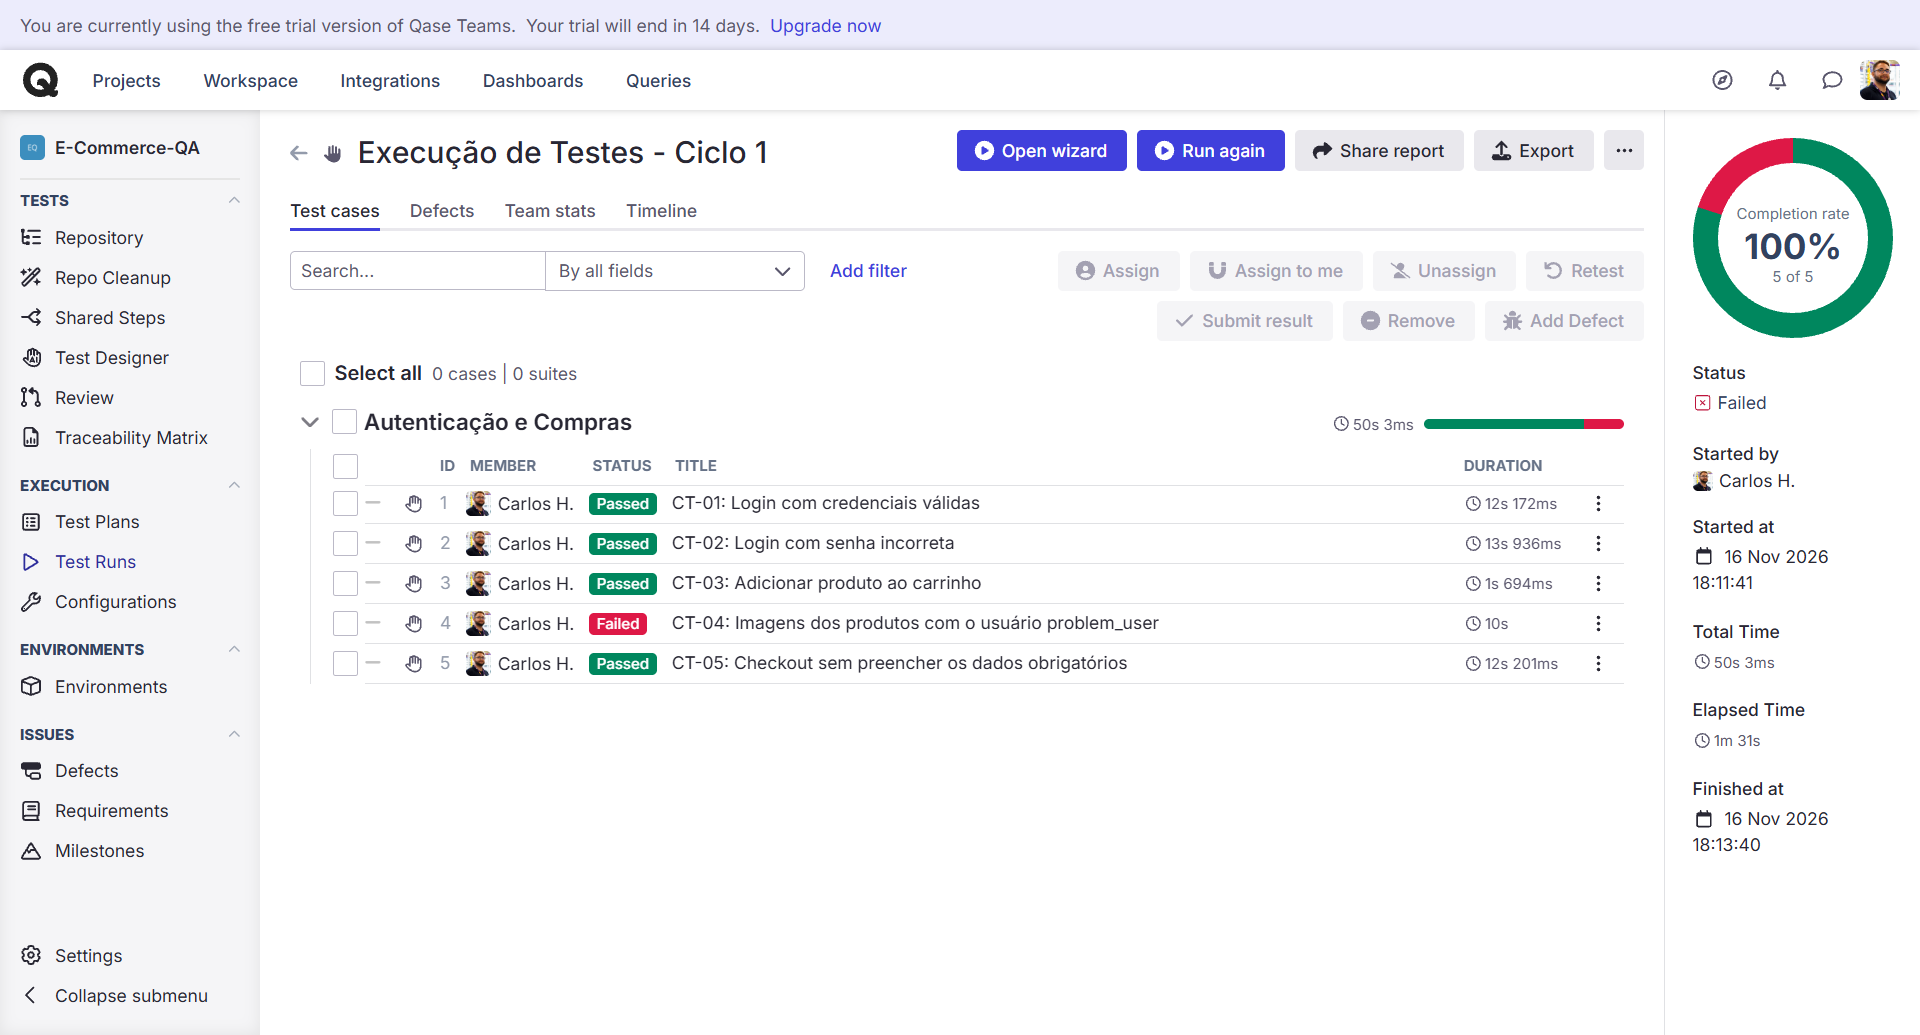 You are currently using the free trial version of Qase Teams. Your trial will end in 14 days. Upgrade now
Projects Workspace Integrations Dashboards Queries
EQ E-Commerce-QA
TESTS
Repository
Repo Cleanup
Shared Steps
Test Designer
Review
Traceability Matrix
EXECUTION
Test Plans
Test Runs
Configurations
ENVIRONMENTS
Environments
ISSUES
Defects
Requirements
Milestones
Settings
Collapse submenu
Execução de Testes - Ciclo 1
Open wizard Run again Share report Export
Test cases Defects Team stats Timeline
Search... By all fields Add filter
Assign Assign to me Unassign Retest
Submit result Remove Add Defect
Select all 0 cases | 0 suites
Autenticação e Compras 50s 3ms
ID MEMBER STATUS TITLE DURATION
1 Carlos H. Passed CT-01: Login com credenciais válidas 12s 172ms
2 Carlos H. Passed CT-02: Login com senha incorreta 13s 936ms
3 Carlos H. Passed CT-03: Adicionar produto ao carrinho 1s 694ms
4 Carlos H. Failed CT-04: Imagens dos produtos com o usuário problem_user 10s
5 Carlos H. Passed CT-05: Checkout sem preencher os dados obrigatórios 12s 201ms
Completion rate
100%
5 of 5
Status
Failed
Started by
Carlos H.
Started at
16 Nov 2026
18:11:41
Total Time
50s 3ms
Elapsed Time
1m 31s
Finished at
16 Nov 2026
18:13:40